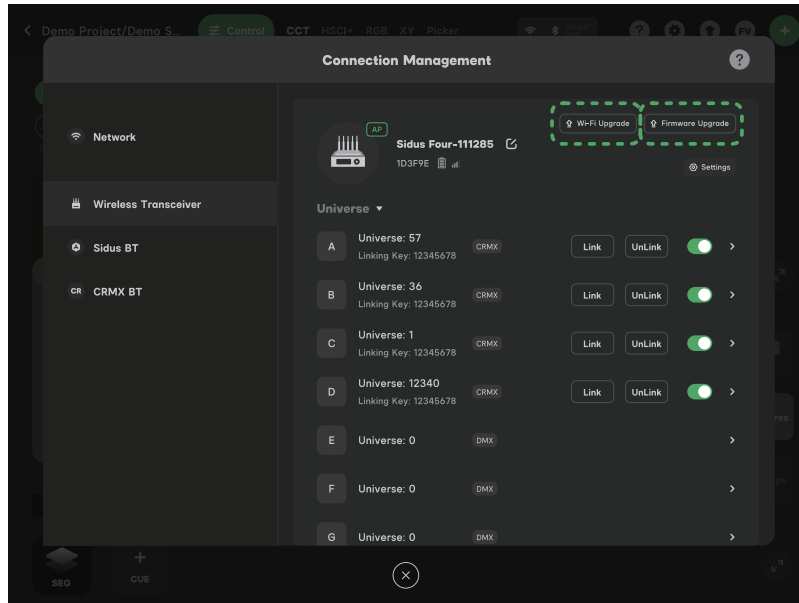 Demo Project/Demo S...
Control
CCT HSCI+ RGB XY Picker
FV
Connection Management
?
Network
Wireless Transceiver
Sidus BT
CR CRMX BT
AP
Sidus Four-111285
1D3F9E
Wi-Fi Upgrade
Firmware Upgrade
Settings
Universe
A
Universe: 57
Linking Key: 12345678
CRMX
Link
UnLink
B
Universe: 36
Linking Key: 12345678
CRMX
Link
UnLink
C
Universe: 1
Linking Key: 12345678
CRMX
Link
UnLink
D
Universe: 12340
Linking Key: 12345678
CRMX
Link
UnLink
E
Universe: 0
DMX
F
Universe: 0
DMX
G
Universe: 0
DMX
SEQ
+
CUE